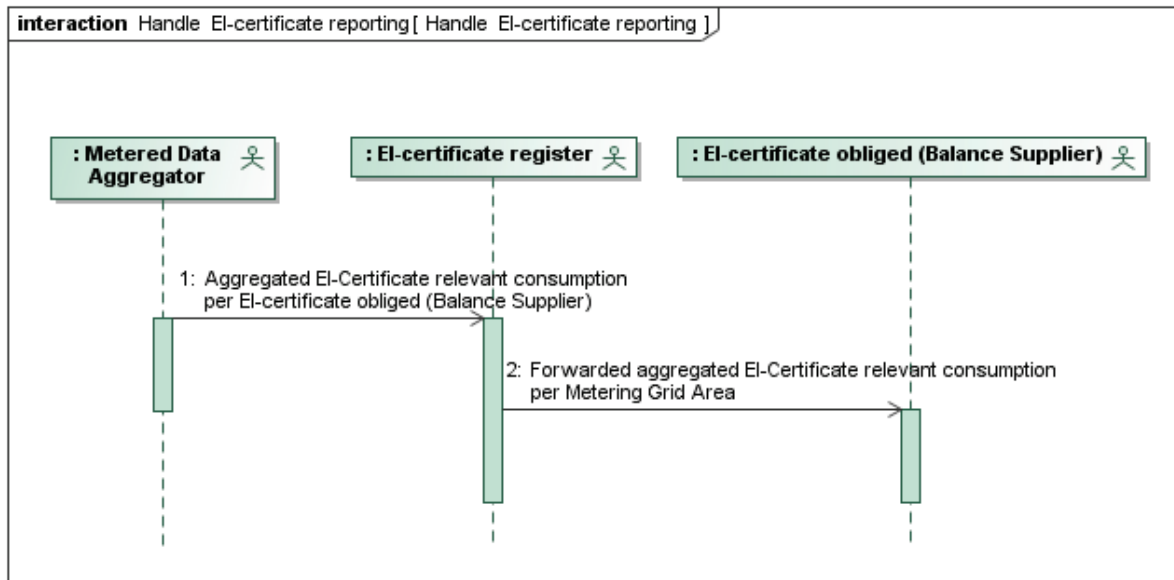 interaction Handle El-certificate reporting[ Handle El-certificate reporting ]
: Metered Data
Aggregator
: El-certificate register
: El-certificate obliged (Balance Supplier)
1: Aggregated El-Certificate relevant consumption
per El-certificate obliged (Balance Supplier)
2: Forwarded aggregated El-Certificate relevant consumption
per Metering Grid Area